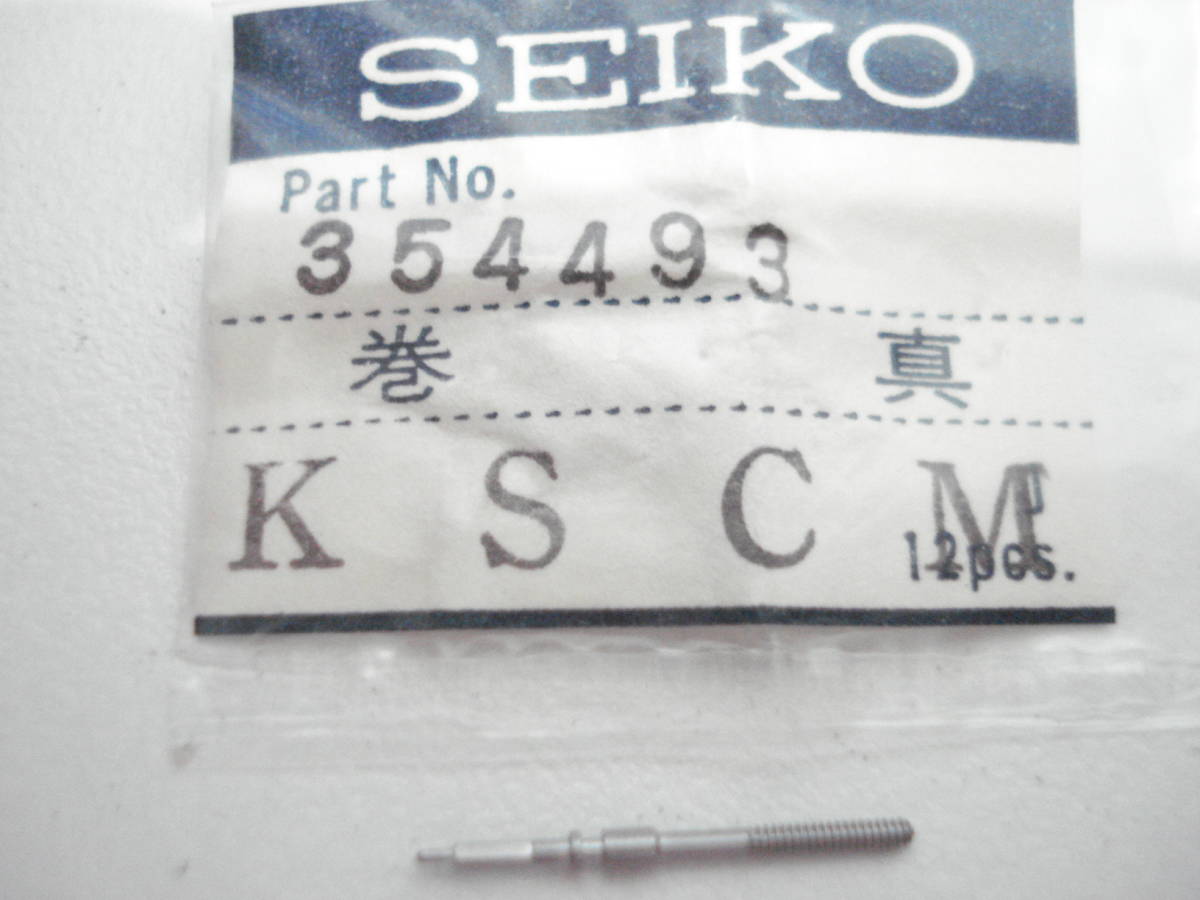 SEIKO
Part No.
354493
巻 真
K S C M
12pcs.